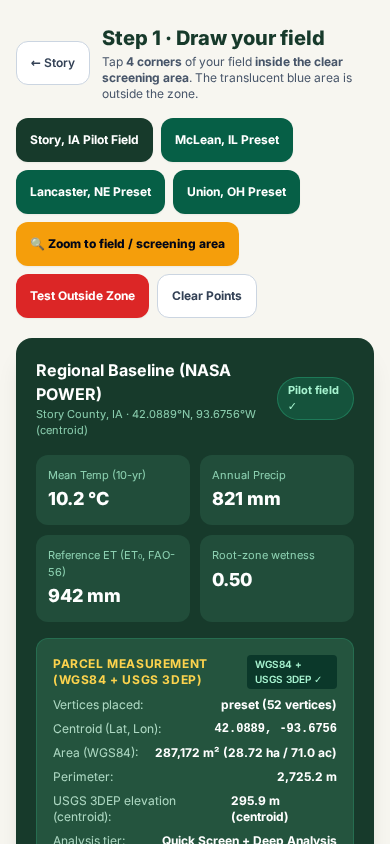 ← Story
Step 1 · Draw your field
Tap 4 corners of your field inside the clear
screening area. The translucent blue area is
outside the zone.
Story, IA Pilot Field
McLean, IL Preset
Lancaster, NE Preset
Union, OH Preset
🔍 Zoom to field / screening area
Test Outside Zone
Clear Points
Regional Baseline (NASA
POWER)
Story County, IA · 42.0889°N, 93.6756°W
(centroid)
Pilot field
✓
Mean Temp (10-yr)
10.2 °C
Annual Precip
821 mm
Reference ET (ET₀, FAO-
56)
942 mm
Root-zone wetness
0.50
PARCEL MEASUREMENT
(WGS84 + USGS 3DEP)
WGS84 +
USGS 3DEP ✓
Vertices placed: preset (52 vertices)
Centroid (Lat, Lon): 42.0889, -93.6756
Area (WGS84): 287,172 m² (28.72 ha / 71.0 ac)
Perimeter: 2,725.2 m
USGS 3DEP elevation
(centroid):
295.9 m
(centroid)
Analysis tier: Quick Screen + Deep Analysis